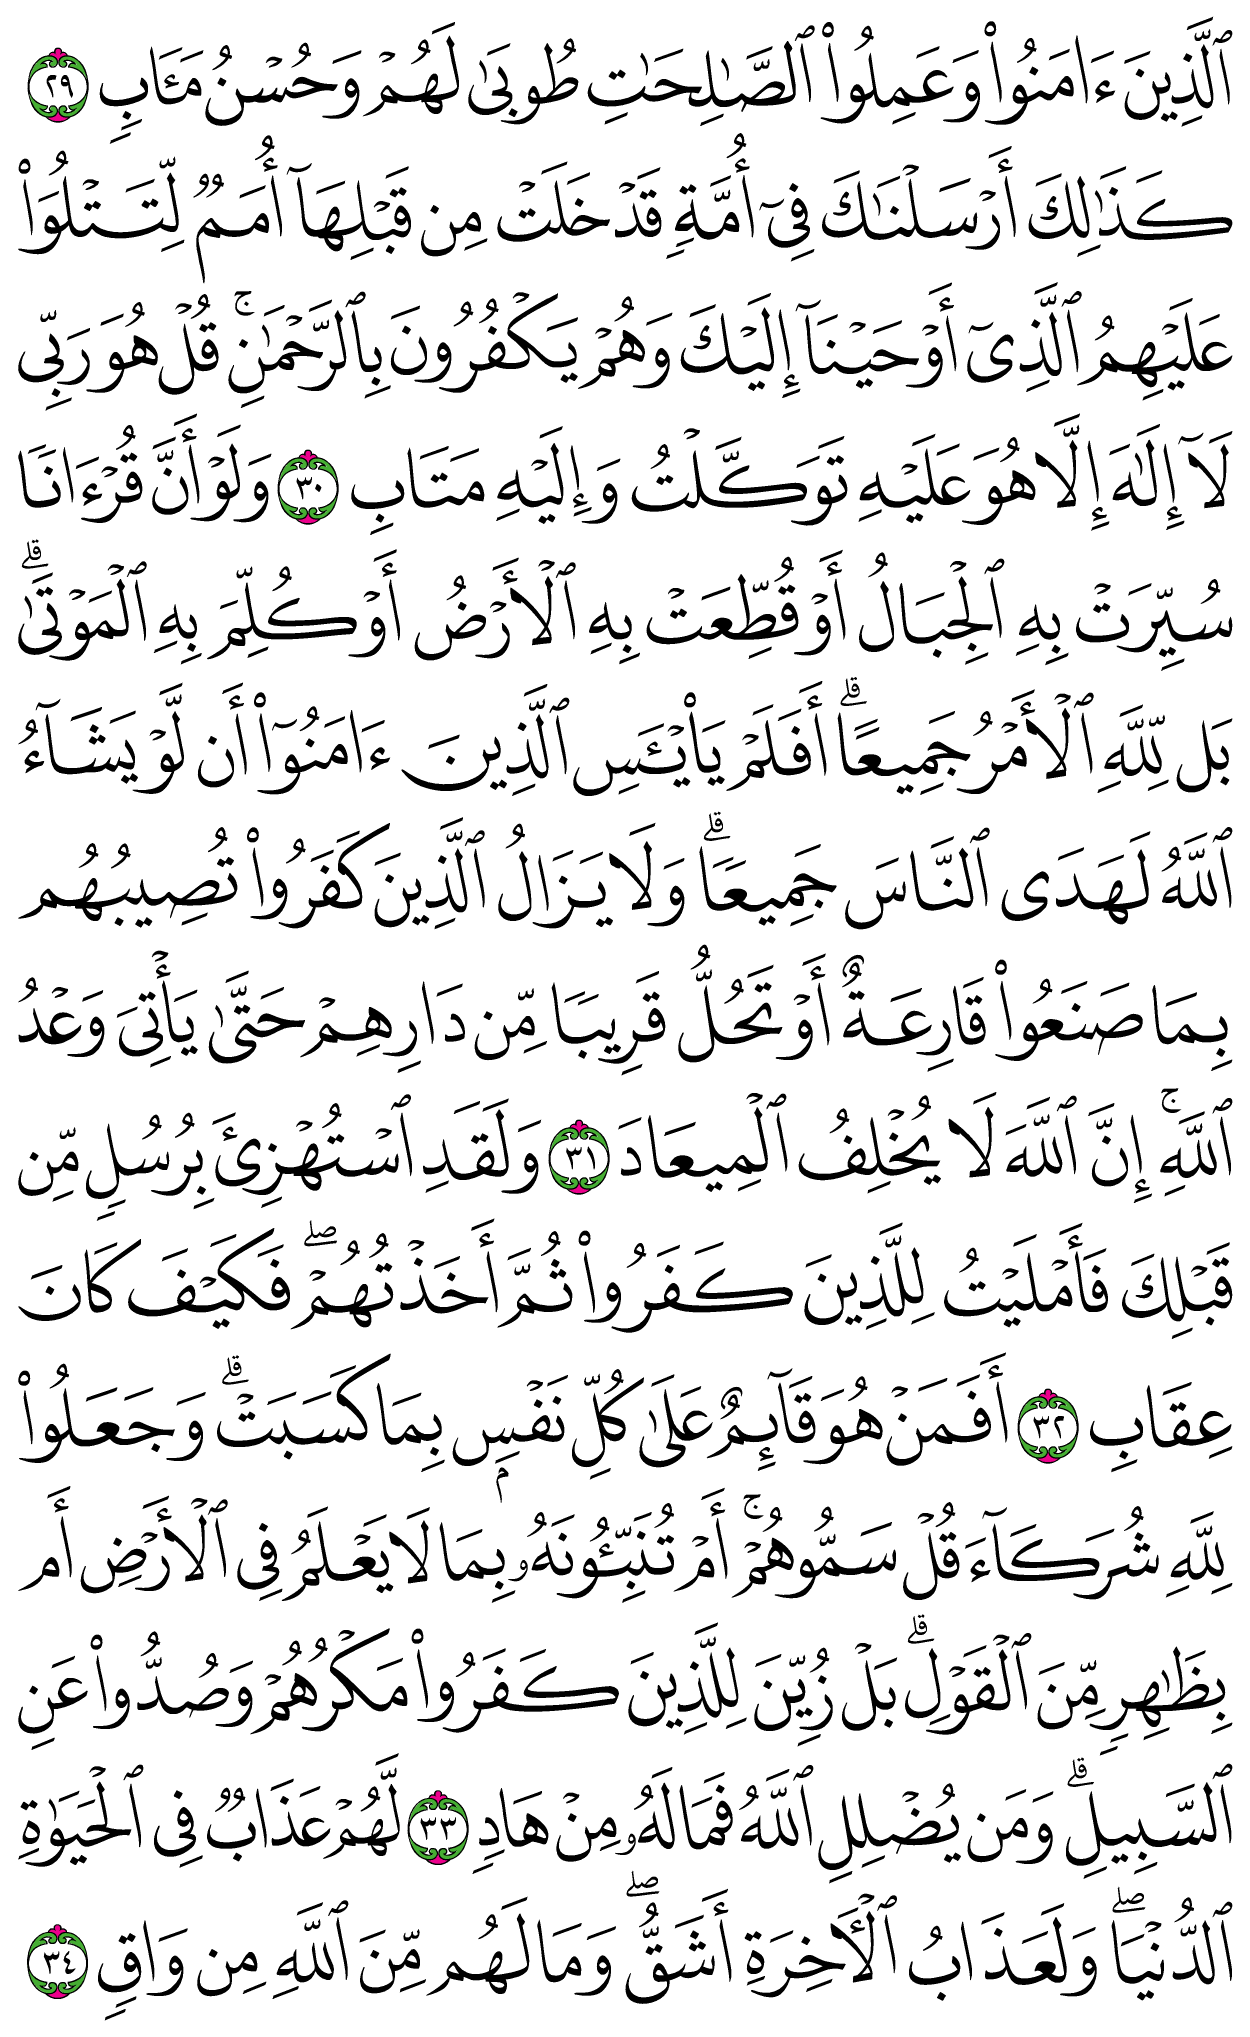 ٱلَّذِينَ ءَامَنُوا۟ وَعَمِلُوا۟ ٱلصَّـٰلِحَـٰتِ طُوبَىٰ لَهُمْ وَحُسْنُ مَـَٔابٍ ٢٩
كَذَٰلِكَ أَرْسَلْنَـٰكَ فِىٓ أُمَّةٍ قَدْ خَلَتْ مِن قَبْلِهَآ أُمَمٌ لِّتَتْلُوَا۟
عَلَيْهِمُ ٱلَّذِىٓ أَوْحَيْنَآ إِلَيْكَ وَهُمْ يَكْفُرُونَ بِٱلرَّحْمَـٰنِ ۚ قُلْ هُوَ رَبِّى
لَآ إِلَـٰهَ إِلَّا هُوَ عَلَيْهِ تَوَكَّلْتُ وَإِلَيْهِ مَتَابِ ٣٠ وَلَوْ أَنَّ قُرْءَانًا
سُيِّرَتْ بِهِ ٱلْجِبَالُ أَوْ قُطِّعَتْ بِهِ ٱلْأَرْضُ أَوْ كُلِّمَ بِهِ ٱلْمَوْتَىٰ ۗ
بَل لِّلَّهِ ٱلْأَمْرُ جَمِيعًا ۗ أَفَلَمْ يَا۟يْـَٔسِ ٱلَّذِينَ ءَامَنُوٓا۟ أَن لَّوْ يَشَآءُ
ٱللَّهُ لَهَدَى ٱلنَّاسَ جَمِيعًا ۗ وَلَا يَزَالُ ٱلَّذِينَ كَفَرُوا۟ تُصِيبُهُم
بِمَا صَنَعُوا۟ قَارِعَةٌ أَوْ تَحُلُّ قَرِيبًا مِّن دَارِهِمْ حَتَّىٰ يَأْتِىَ وَعْدُ
ٱللَّهِ ۚ إِنَّ ٱللَّهَ لَا يُخْلِفُ ٱلْمِيعَادَ ٣١ وَلَقَدِ ٱسْتُهْزِئَ بِرُسُلٍ مِّن
قَبْلِكَ فَأَمْلَيْتُ لِلَّذِينَ كَفَرُوا۟ ثُمَّ أَخَذْتُهُمْ ۖ فَكَيْفَ كَانَ
عِقَابِ ٣٢ أَفَمَنْ هُوَ قَآئِمٌ عَلَىٰ كُلِّ نَفْسٍۭ بِمَا كَسَبَتْ ۗ وَجَعَلُوا۟
لِلَّهِ شُرَكَآءَ قُلْ سَمُّوهُمْ ۚ أَمْ تُنَبِّـُٔونَهُۥ بِمَا لَا يَعْلَمُ فِى ٱلْأَرْضِ أَم
بِظَـٰهِرٍ مِّنَ ٱلْقَوْلِ ۗ بَلْ زُيِّنَ لِلَّذِينَ كَفَرُوا۟ مَكْرُهُمْ وَصُدُّوا۟ عَنِ
ٱلسَّبِيلِ ۗ وَمَن يُضْلِلِ ٱللَّهُ فَمَا لَهُۥ مِنْ هَادٍ ٣٣ لَّهُمْ عَذَابٌ فِى ٱلْحَيَوٰةِ
ٱلدُّنْيَا ۖ وَلَعَذَابُ ٱلْـَٔاخِرَةِ أَشَقُّ ۖ وَمَا لَهُم مِّنَ ٱللَّهِ مِن وَاقٍ ٣٤